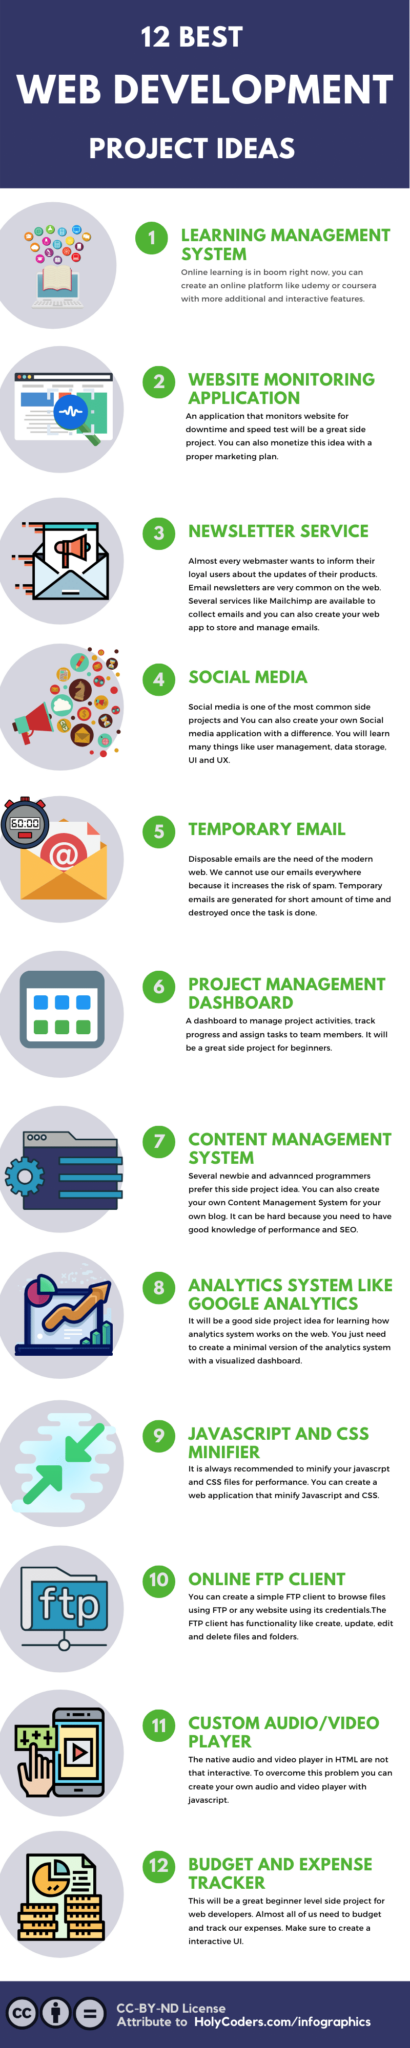 12 BEST
WEB DEVELOPMENT
PROJECT IDEAS
1
LEARNING MANAGEMENT
SYSTEM
Online learning is in boom right now, you can
create an online platform like udemy or coursera
with more additional and interactive features.
2
WEBSITE MONITORING
APPLICATION
An application that monitors website for
downtime and speed test will be a great side
project. You can also monetize this idea with a
proper marketing plan.
3
NEWSLETTER SERVICE
Almost every webmaster wants to inform their
loyal users about the updates of their products.
Email newsletters are very common on the web.
Several services like Mailchimp are available to
collect emails and you can also create your web
app to store and manage emails.
4
SOCIAL MEDIA
Social media is one of the most common side
projects and You can also create your own Social
media application with a difference. You will learn
many things like user management, data storage,
UI and UX.
60:00
@
5
TEMPORARY EMAIL
Disposable emails are the need of the modern
web. We cannot use our emails everywhere
because it increases the risk of spam. Temporary
emails are generated for short amount of time and
destroyed once the task is done.
6
PROJECT MANAGEMENT
DASHBOARD
A dashboard to manage project activities, track
progress and assign tasks to team members. It will
be a great side project for beginners.
7
CONTENT MANAGEMENT
SYSTEM
Several newbie and advannced programmers
prefer this side project idea. You can also create
your own Content Management System for your
own blog. It can be hard because you need to have
good knowledge of performance and SEO.
8
ANALYTICS SYSTEM LIKE
GOOGLE ANALYTICS
It will be a good side project idea for learning how
analytics system works on the web. You just need
to create a minimal version of the analytics system
with a visualized dashboard.
9
JAVASCRIPT AND CSS
MINIFIER
It is always recommended to minify your javascrpt
and CSS files for performance. You can create a
web application that minify Javascript and CSS.
ftp
10
ONLINE FTP CLIENT
You can create a simple FTP client to browse files
using FTP or any website using its credentials.The
FTP client has functionality like create, update, edit
and delete files and folders.
11
CUSTOM AUDIO/VIDEO
PLAYER
The native audio and video player in HTML are not
that interactive. To overcome this problem you can
create your own audio and video player with
javascript.
12
BUDGET AND EXPENSE
TRACKER
This will be a great beginner level side project for
web developers. Almost all of us need to budget
and track our expenses. Make sure to create a
interactive UI.
cc
CC-BY-ND License
Attribute to HolyCoders.com/infographics